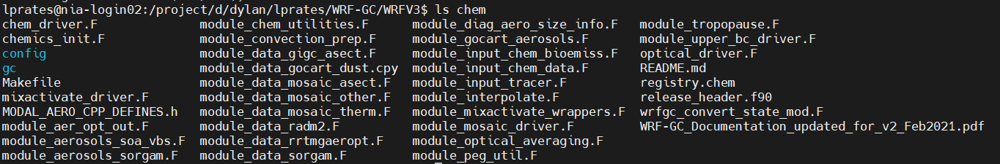 lprates@nia-login02:/project/d/dylan/lprates/WRF-GC/WRFV3$ ls chem
chem_driver.F module_chem_utilities.F module_diag_aero_size_info.F module_tropopause.F
chemics_init.F module_convection_prep.F module_gocart_aerosols.F module_upper_bc_driver.F
config module_data_gigc_asect.F module_input_chem_bioemiss.F optical_driver.F
gc module_data_gocart_dust.cpy module_input_chem_data.F README.md
Makefile module_data_mosaic_asect.F module_input_tracer.F registry.chem
mixactivate_driver.F module_data_mosaic_other.F module_interpolate.F release_header.f90
MODAL_AERO_CPP_DEFINES.h module_data_mosaic_therm.F module_mixactivate_wrappers.F wrfgc_convert_state_mod.F
module_aer_opt_out.F module_data_radm2.F module_mosaic_driver.F WRF-GC_Documentation_updated_for_v2_Feb2021.pdf
module_aerosols_soa_vbs.F module_data_rrtmgaeropt.F module_optical_averaging.F
module_aerosols_sorgam.F module_data_sorgam.F module_peg_util.F